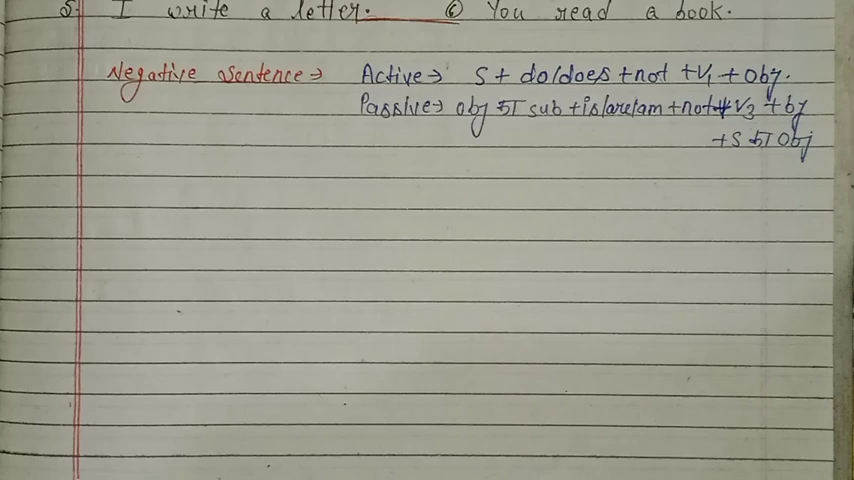 5. I write a letter. ⑥ You read a book.
Negative Sentence → Active → S + do/does + not + V₁ + Obj.
Passive → obj का sub + is/are/am + not + V₃ + by
+ S का Obj